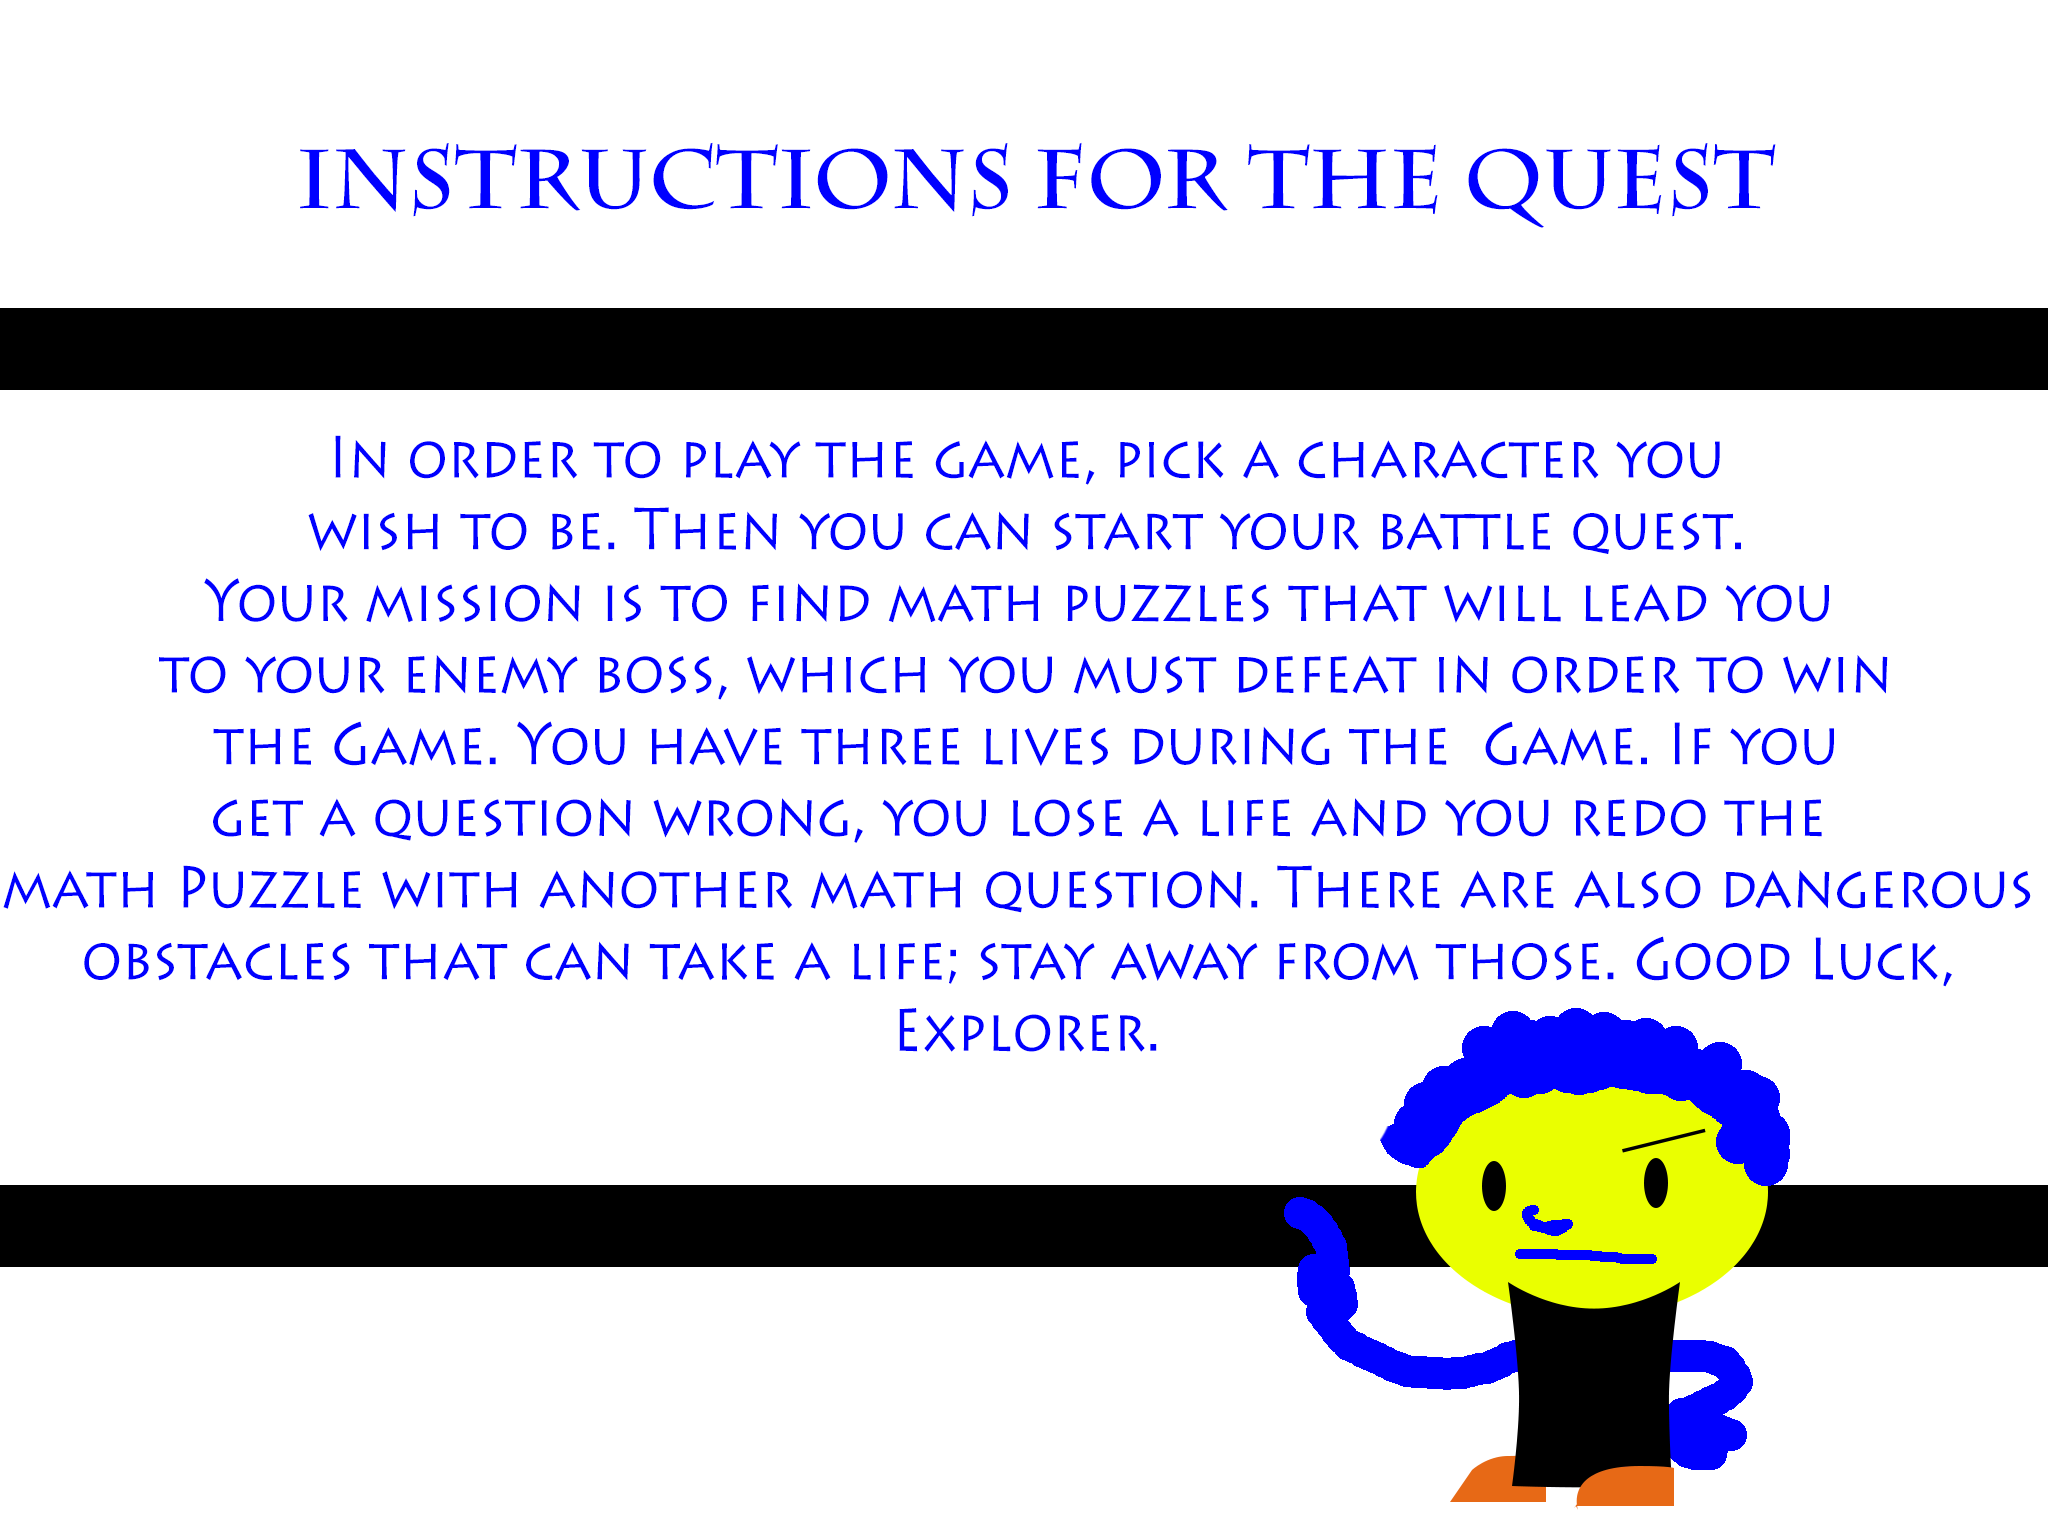 INSTRUCTIONS FOR THE QUEST
In order to play the game, pick a character you
wish to be. Then you can start your battle quest.
Your mission is to find math puzzles that will lead you
to your enemy boss, which you must defeat in order to win
the Game. You have three lives during the  Game. If you
get a question wrong, you lose a life and you redo the
math Puzzle with another math question. There are also dangerous
obstacles that can take a life; stay away from those. Good Luck,
Explorer.